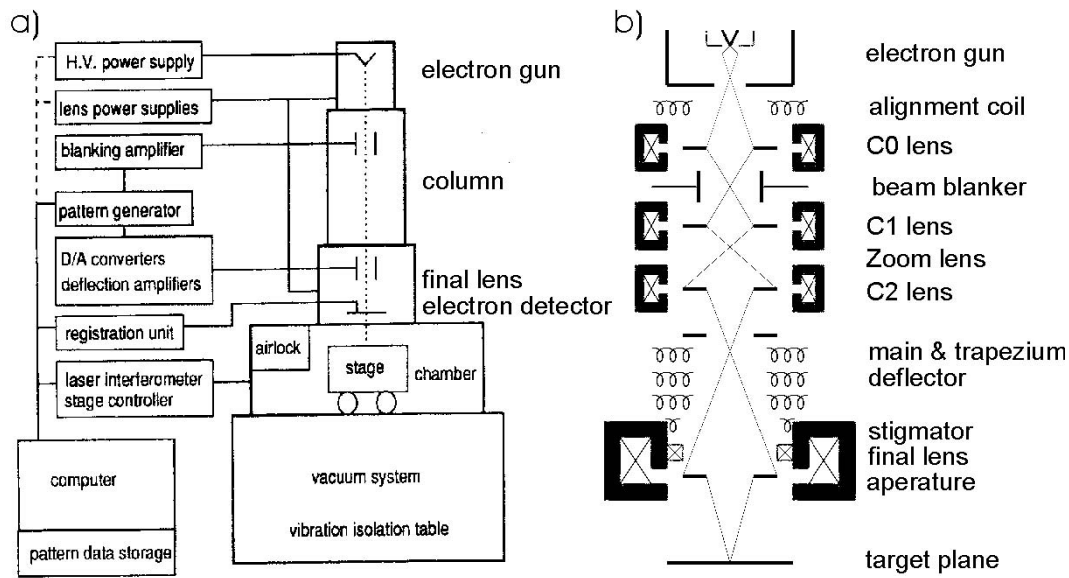 a)
H.V. power supply
lens power supplies
blanking amplifier
pattern generator
D/A converters
deflection amplifiers
registration unit
laser interferometer
stage controller
computer
pattern data storage
electron gun
column
final lens
electron detector
airlock
stage
chamber
vacuum system
vibration isolation table
b)
electron gun
alignment coil
C0 lens
beam blanker
C1 lens
Zoom lens
C2 lens
main & trapezium
deflector
stigmator
final lens
aperature
target plane